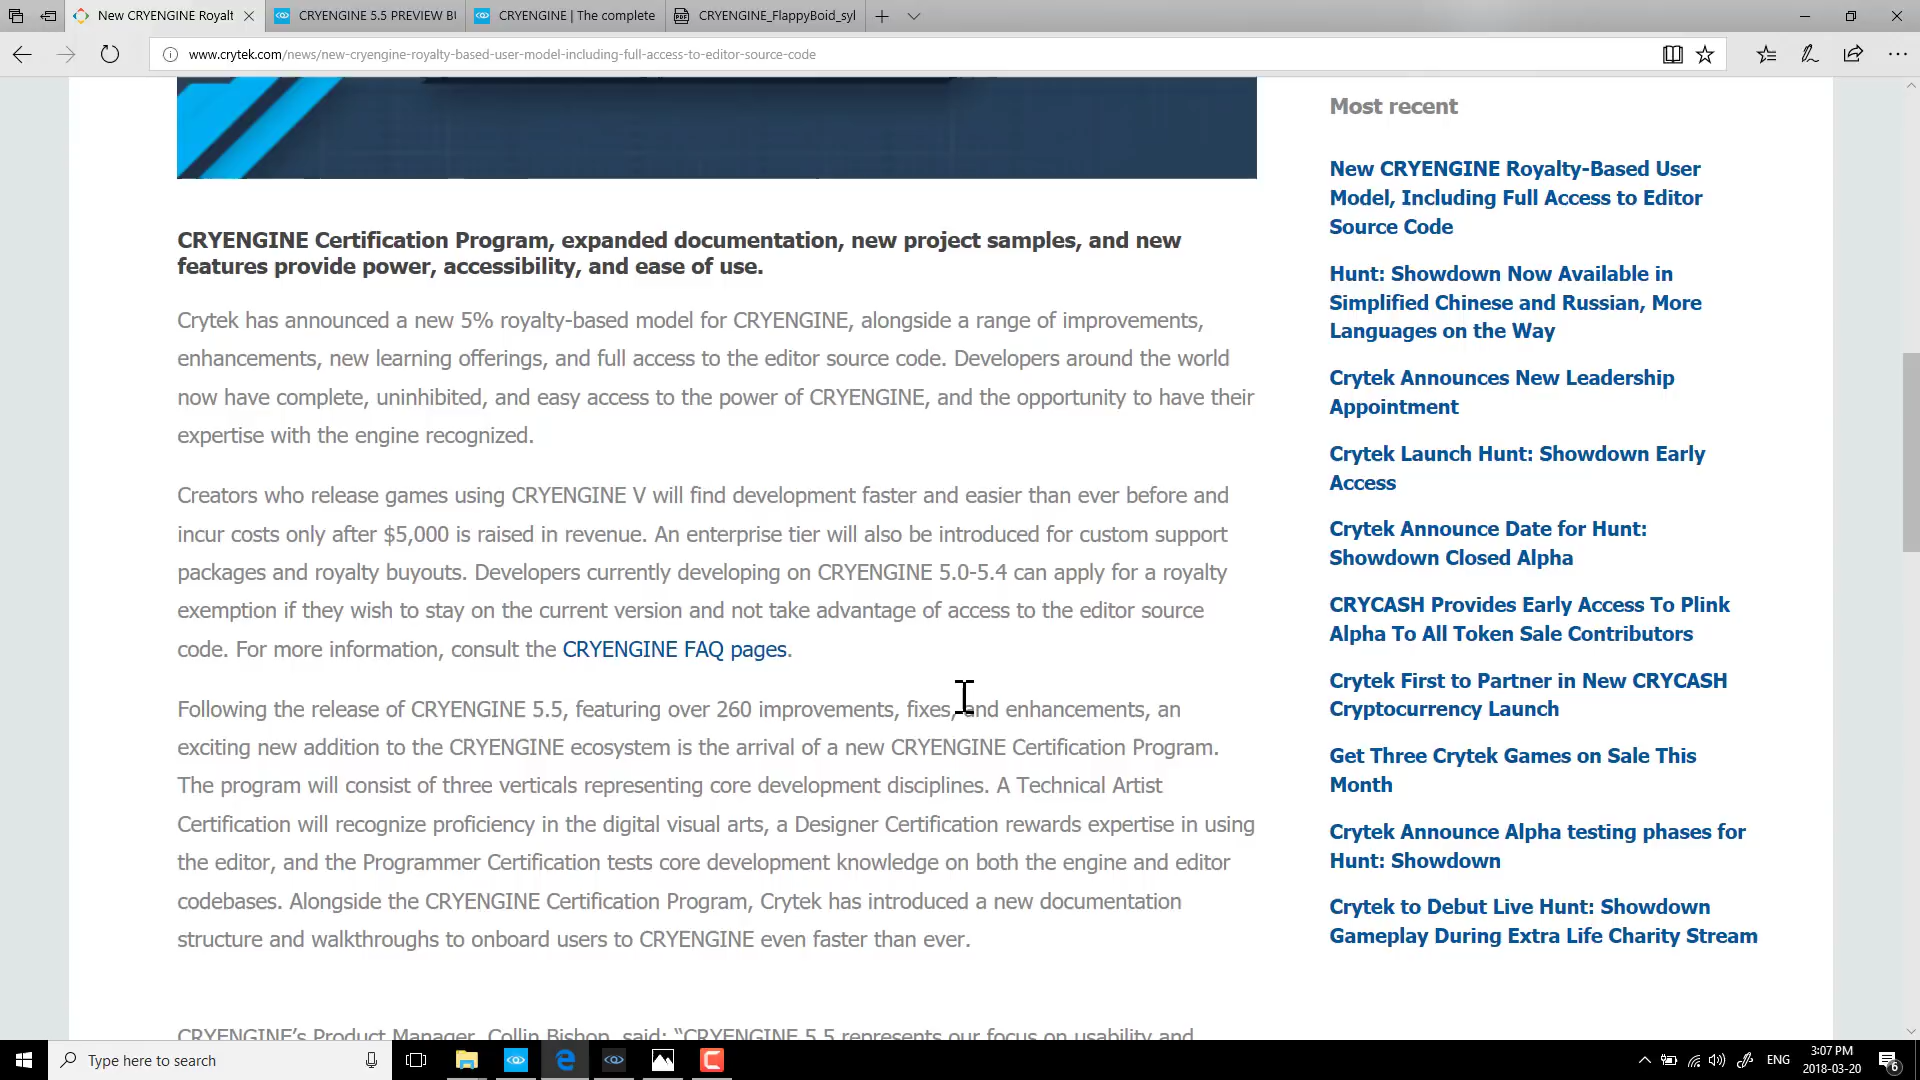 New CRYENGINE Royalt
CRYENGINE 5.5 PREVIEW BU
CRYENGINE | The complete
CRYENGINE_FlappyBoid_syl
www.crytek.com/news/new-cryengine-royalty-based-user-model-including-full-access-to-editor-source-code
CRYENGINE Certification Program, expanded documentation, new project samples, and new
features provide power, accessibility, and ease of use.
Crytek has announced a new 5% royalty-based model for CRYENGINE, alongside a range of improvements,
enhancements, new learning offerings, and full access to the editor source code. Developers around the world
now have complete, uninhibited, and easy access to the power of CRYENGINE, and the opportunity to have their
expertise with the engine recognized.
Creators who release games using CRYENGINE V will find development faster and easier than ever before and
incur costs only after $5,000 is raised in revenue. An enterprise tier will also be introduced for custom support
packages and royalty buyouts. Developers currently developing on CRYENGINE 5.0-5.4 can apply for a royalty
exemption if they wish to stay on the current version and not take advantage of access to the editor source
code. For more information, consult the CRYENGINE FAQ pages.
Following the release of CRYENGINE 5.5, featuring over 260 improvements, fixes, and enhancements, an
exciting new addition to the CRYENGINE ecosystem is the arrival of a new CRYENGINE Certification Program.
The program will consist of three verticals representing core development disciplines. A Technical Artist
Certification will recognize proficiency in the digital visual arts, a Designer Certification rewards expertise in using
the editor, and the Programmer Certification tests core development knowledge on both the engine and editor
codebases. Alongside the CRYENGINE Certification Program, Crytek has introduced a new documentation
structure and walkthroughs to onboard users to CRYENGINE even faster than ever.
CRYENGINE’s Product Manager, Collin Bishop, said: “CRYENGINE 5.5 represents our focus on usability and
Most recent
New CRYENGINE Royalty-Based User
Model, Including Full Access to Editor
Source Code
Hunt: Showdown Now Available in
Simplified Chinese and Russian, More
Languages on the Way
Crytek Announces New Leadership
Appointment
Crytek Launch Hunt: Showdown Early
Access
Crytek Announce Date for Hunt:
Showdown Closed Alpha
CRYCASH Provides Early Access To Plink
Alpha To All Token Sale Contributors
Crytek First to Partner in New CRYCASH
Cryptocurrency Launch
Get Three Crytek Games on Sale This
Month
Crytek Announce Alpha testing phases for
Hunt: Showdown
Crytek to Debut Live Hunt: Showdown
Gameplay During Extra Life Charity Stream
Type here to search
ENG
3:07 PM
2018-03-20
6